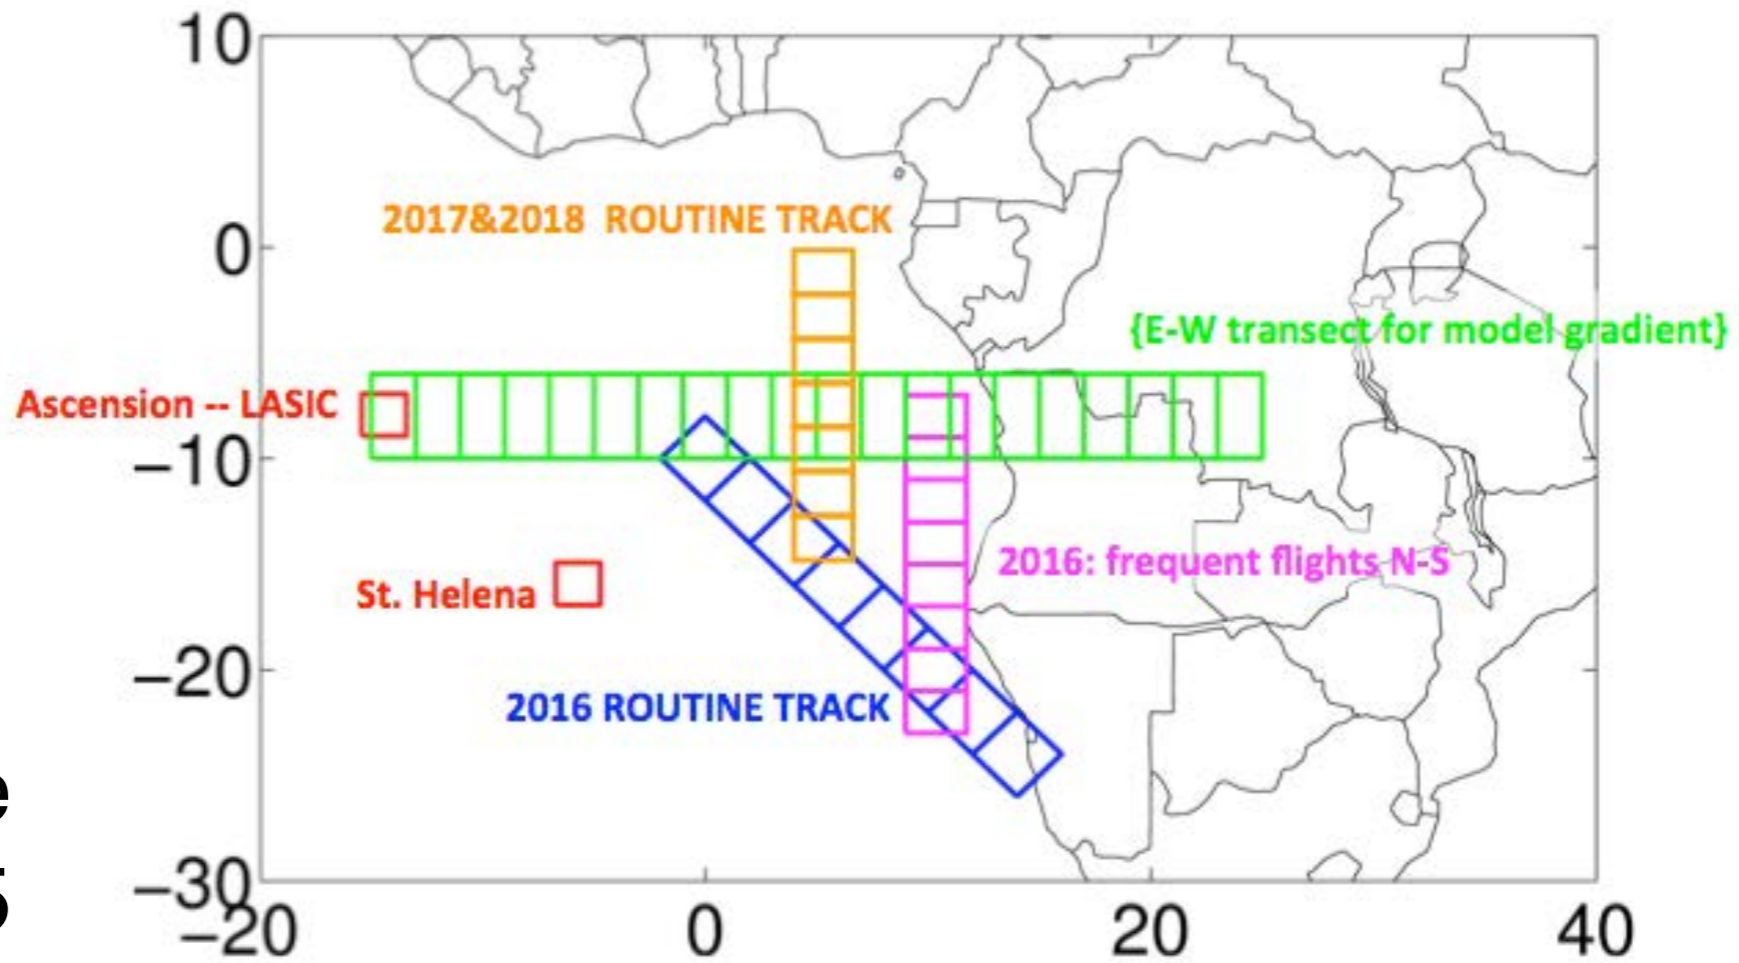 10
2017&2018 ROUTINE TRACK
0
{E-W transect for model gradient}
Ascension -- LASIC
−10
2016: frequent flights N-S
St. Helena
−20
2016 ROUTINE TRACK
e
−30
5
−20 0 20 40